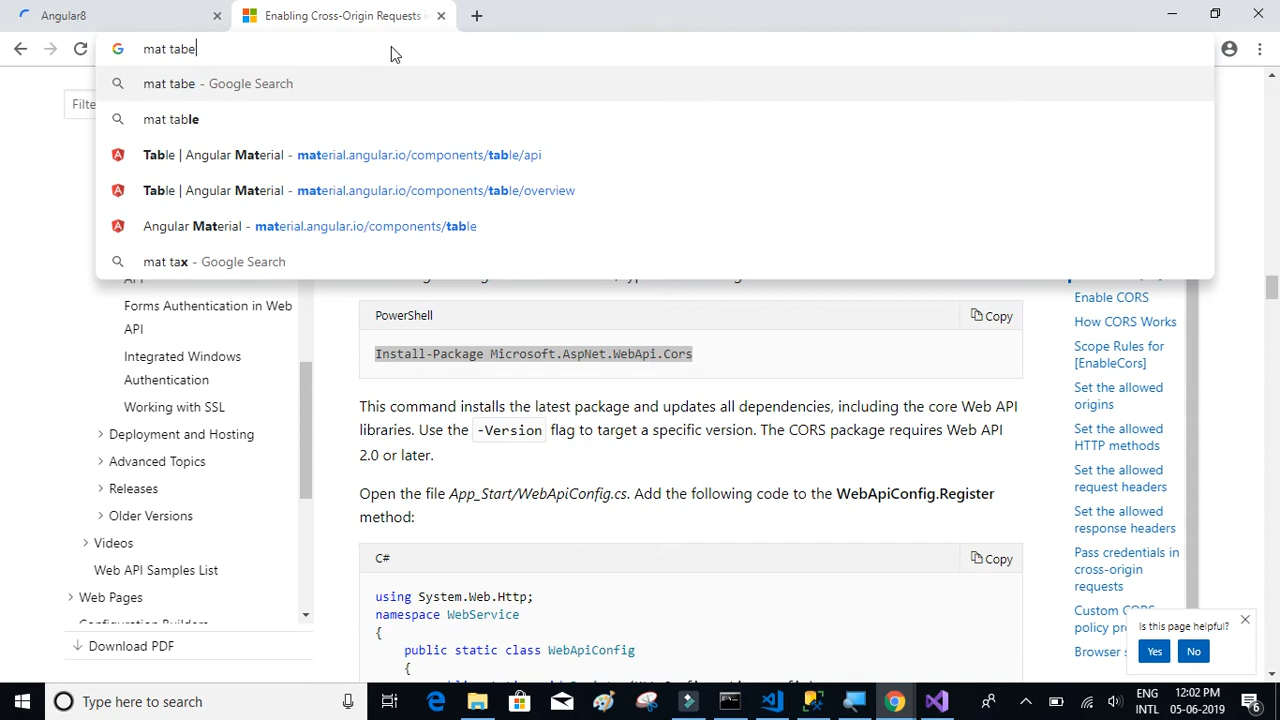 Angular8
Enabling Cross-Origin Requests
mat tabe
mat tabe - Google Search
mat table
Table | Angular Material - material.angular.io/components/table/api
Table | Angular Material - material.angular.io/components/table/overview
Angular Material - material.angular.io/components/table
mat tax - Google Search
Filte
Forms Authentication in Web
API
Integrated Windows
Authentication
Working with SSL
Deployment and Hosting
Advanced Topics
Releases
Older Versions
Videos
Web API Samples List
Web Pages
Download PDF
PowerShell
Copy
Install-Package Microsoft.AspNet.WebApi.Cors
This command installs the latest package and updates all dependencies, including the core Web API
libraries. Use the -Version flag to target a specific version. The CORS package requires Web API
2.0 or later.
Open the file App_Start/WebApiConfig.cs. Add the following code to the WebApiConfig.Register
method:
C#
Copy
using System.Web.Http;
namespace WebService
{
public static class WebApiConfig
{
Enable CORS
How CORS Works
Scope Rules for
[EnableCors]
Set the allowed
origins
Set the allowed
HTTP methods
Set the allowed
request headers
Set the allowed
response headers
Pass credentials in
cross-origin
requests
Custom CORS
policy pr
Browser s
Is this page helpful?
Yes
No
Type here to search
ENG
INTL
12:02 PM
05-06-2019
6